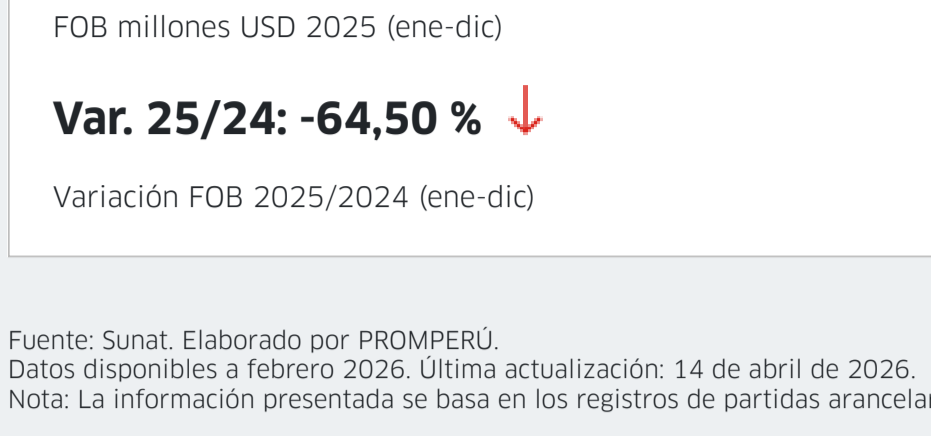 FOB millones USD 2025 (ene-dic)
Var. 25/24: -64,50 %
Variación FOB 2025/2024 (ene-dic)
Fuente: Sunat. Elaborado por PROMPERÚ.
Datos disponibles a febrero 2026. Última actualización: 14 de abril de 2026.
Nota: La información presentada se basa en los registros de partidas